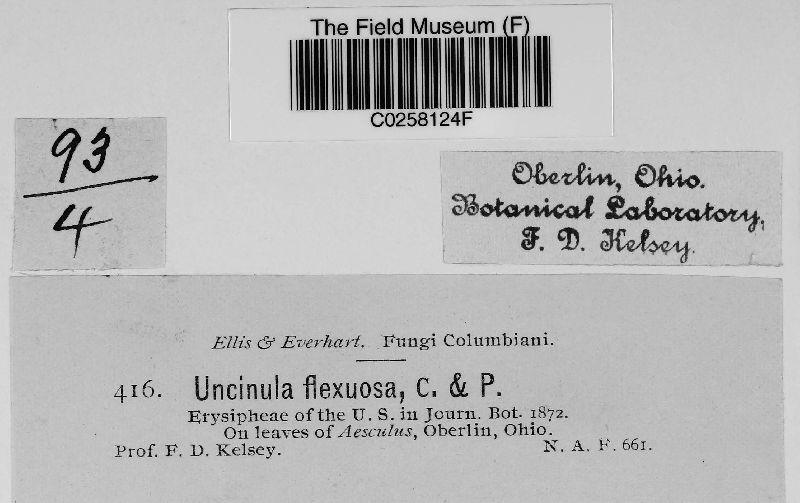 The Field Museum (F)
C0258124F
93
4
Oberlin, Ohio.
Botanical Laboratory,
F. D. Kelsey.
Ellis & Everhart. Fungi Columbiani.
416. Uncinula flexuosa, C. & P.
Erysipheae of the U. S. in Journ. Bot. 1872.
On leaves of Aesculus, Oberlin, Ohio.
Prof. F. D. Kelsey. N. A. F. 661.